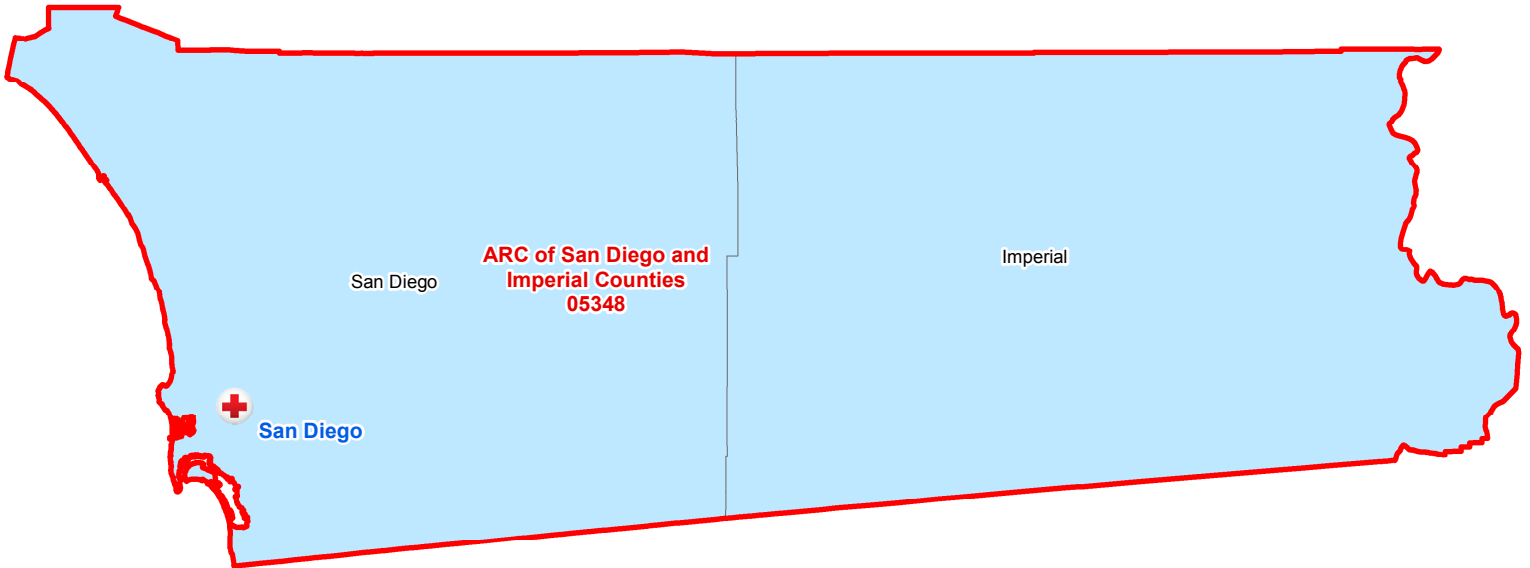 ARC of San Diego and
Imperial Counties
05348
San Diego
Imperial
San Diego